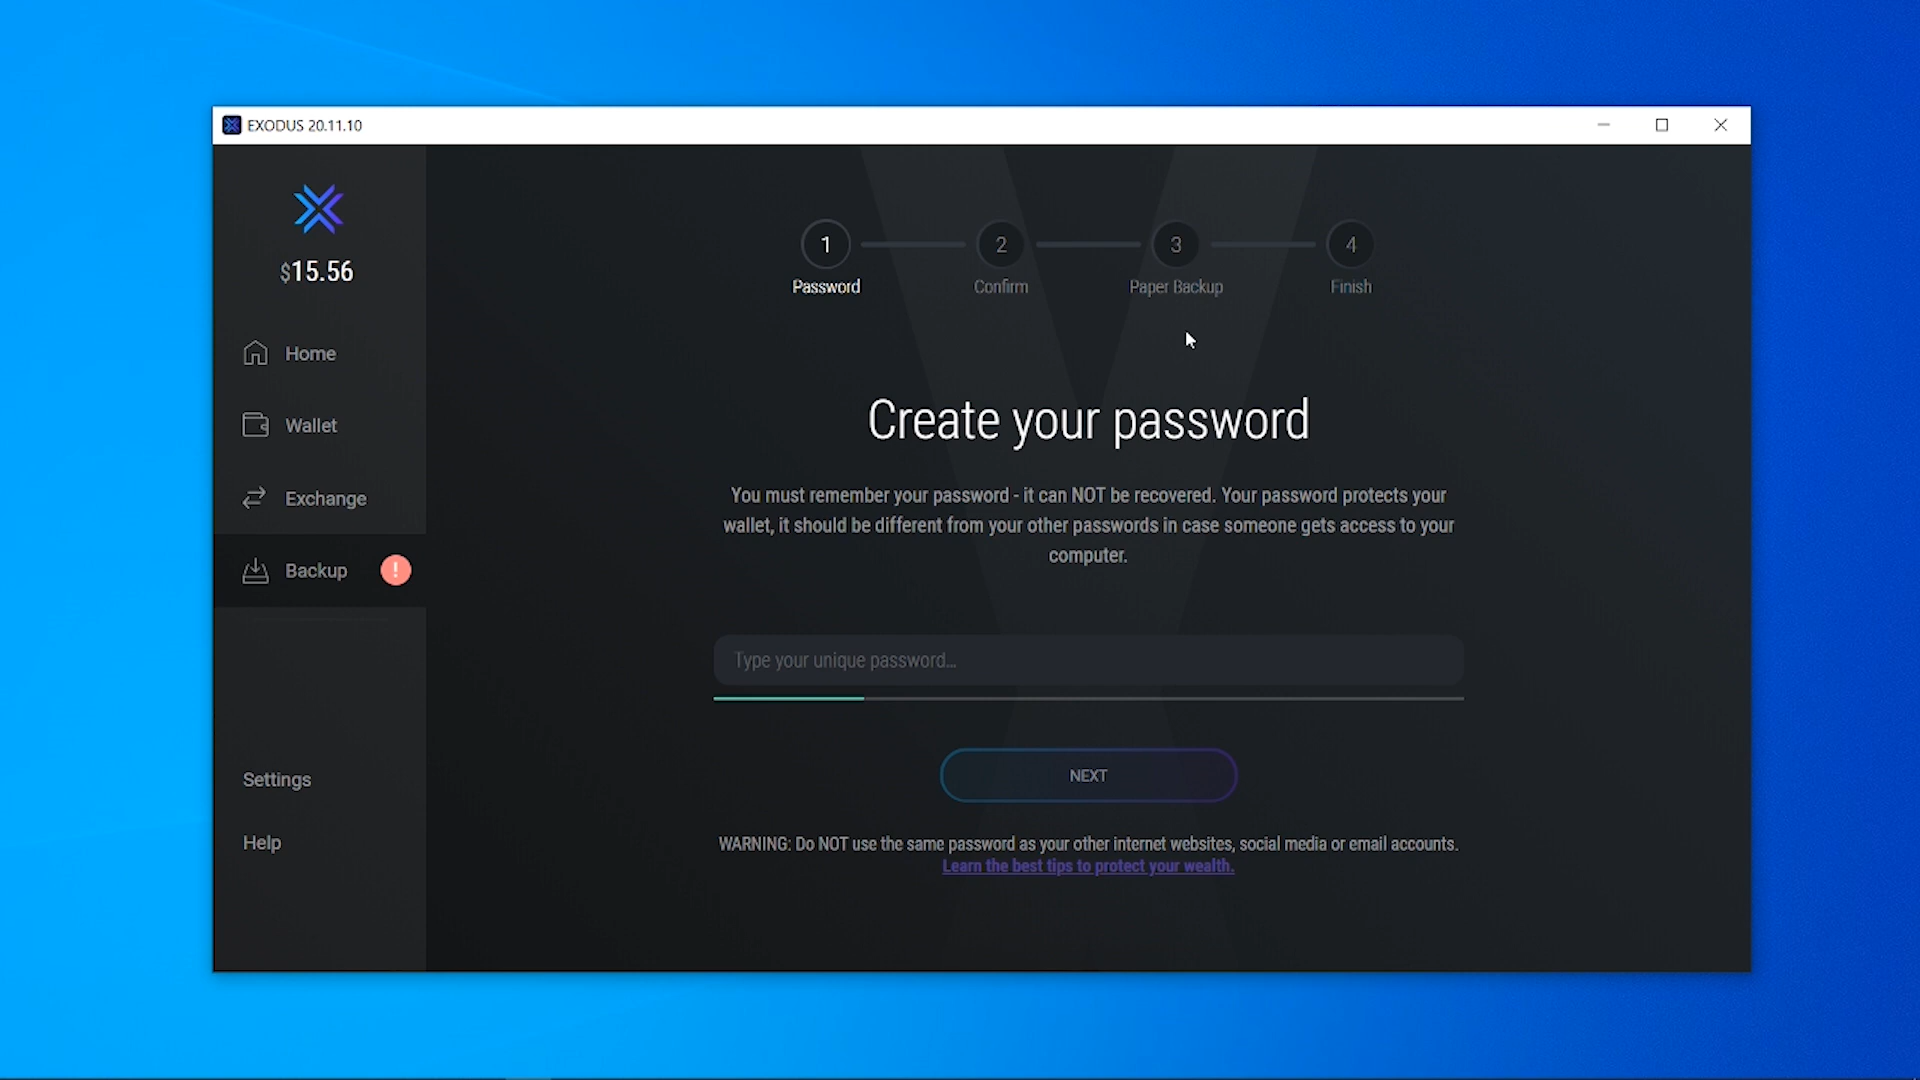 EXODUS 20.11.10
$15.56
Home
Wallet
Exchange
Backup !
Settings
Help
1 2 3 4
Password Confirm Paper Backup Finish
Create your password
You must remember your password - it can NOT be recovered. Your password protects your
wallet, it should be different from your other passwords in case someone gets access to your
computer.
Type your unique password...
NEXT
WARNING: Do NOT use the same password as your other internet websites, social media or email accounts.
Learn the best tips to protect your wealth.